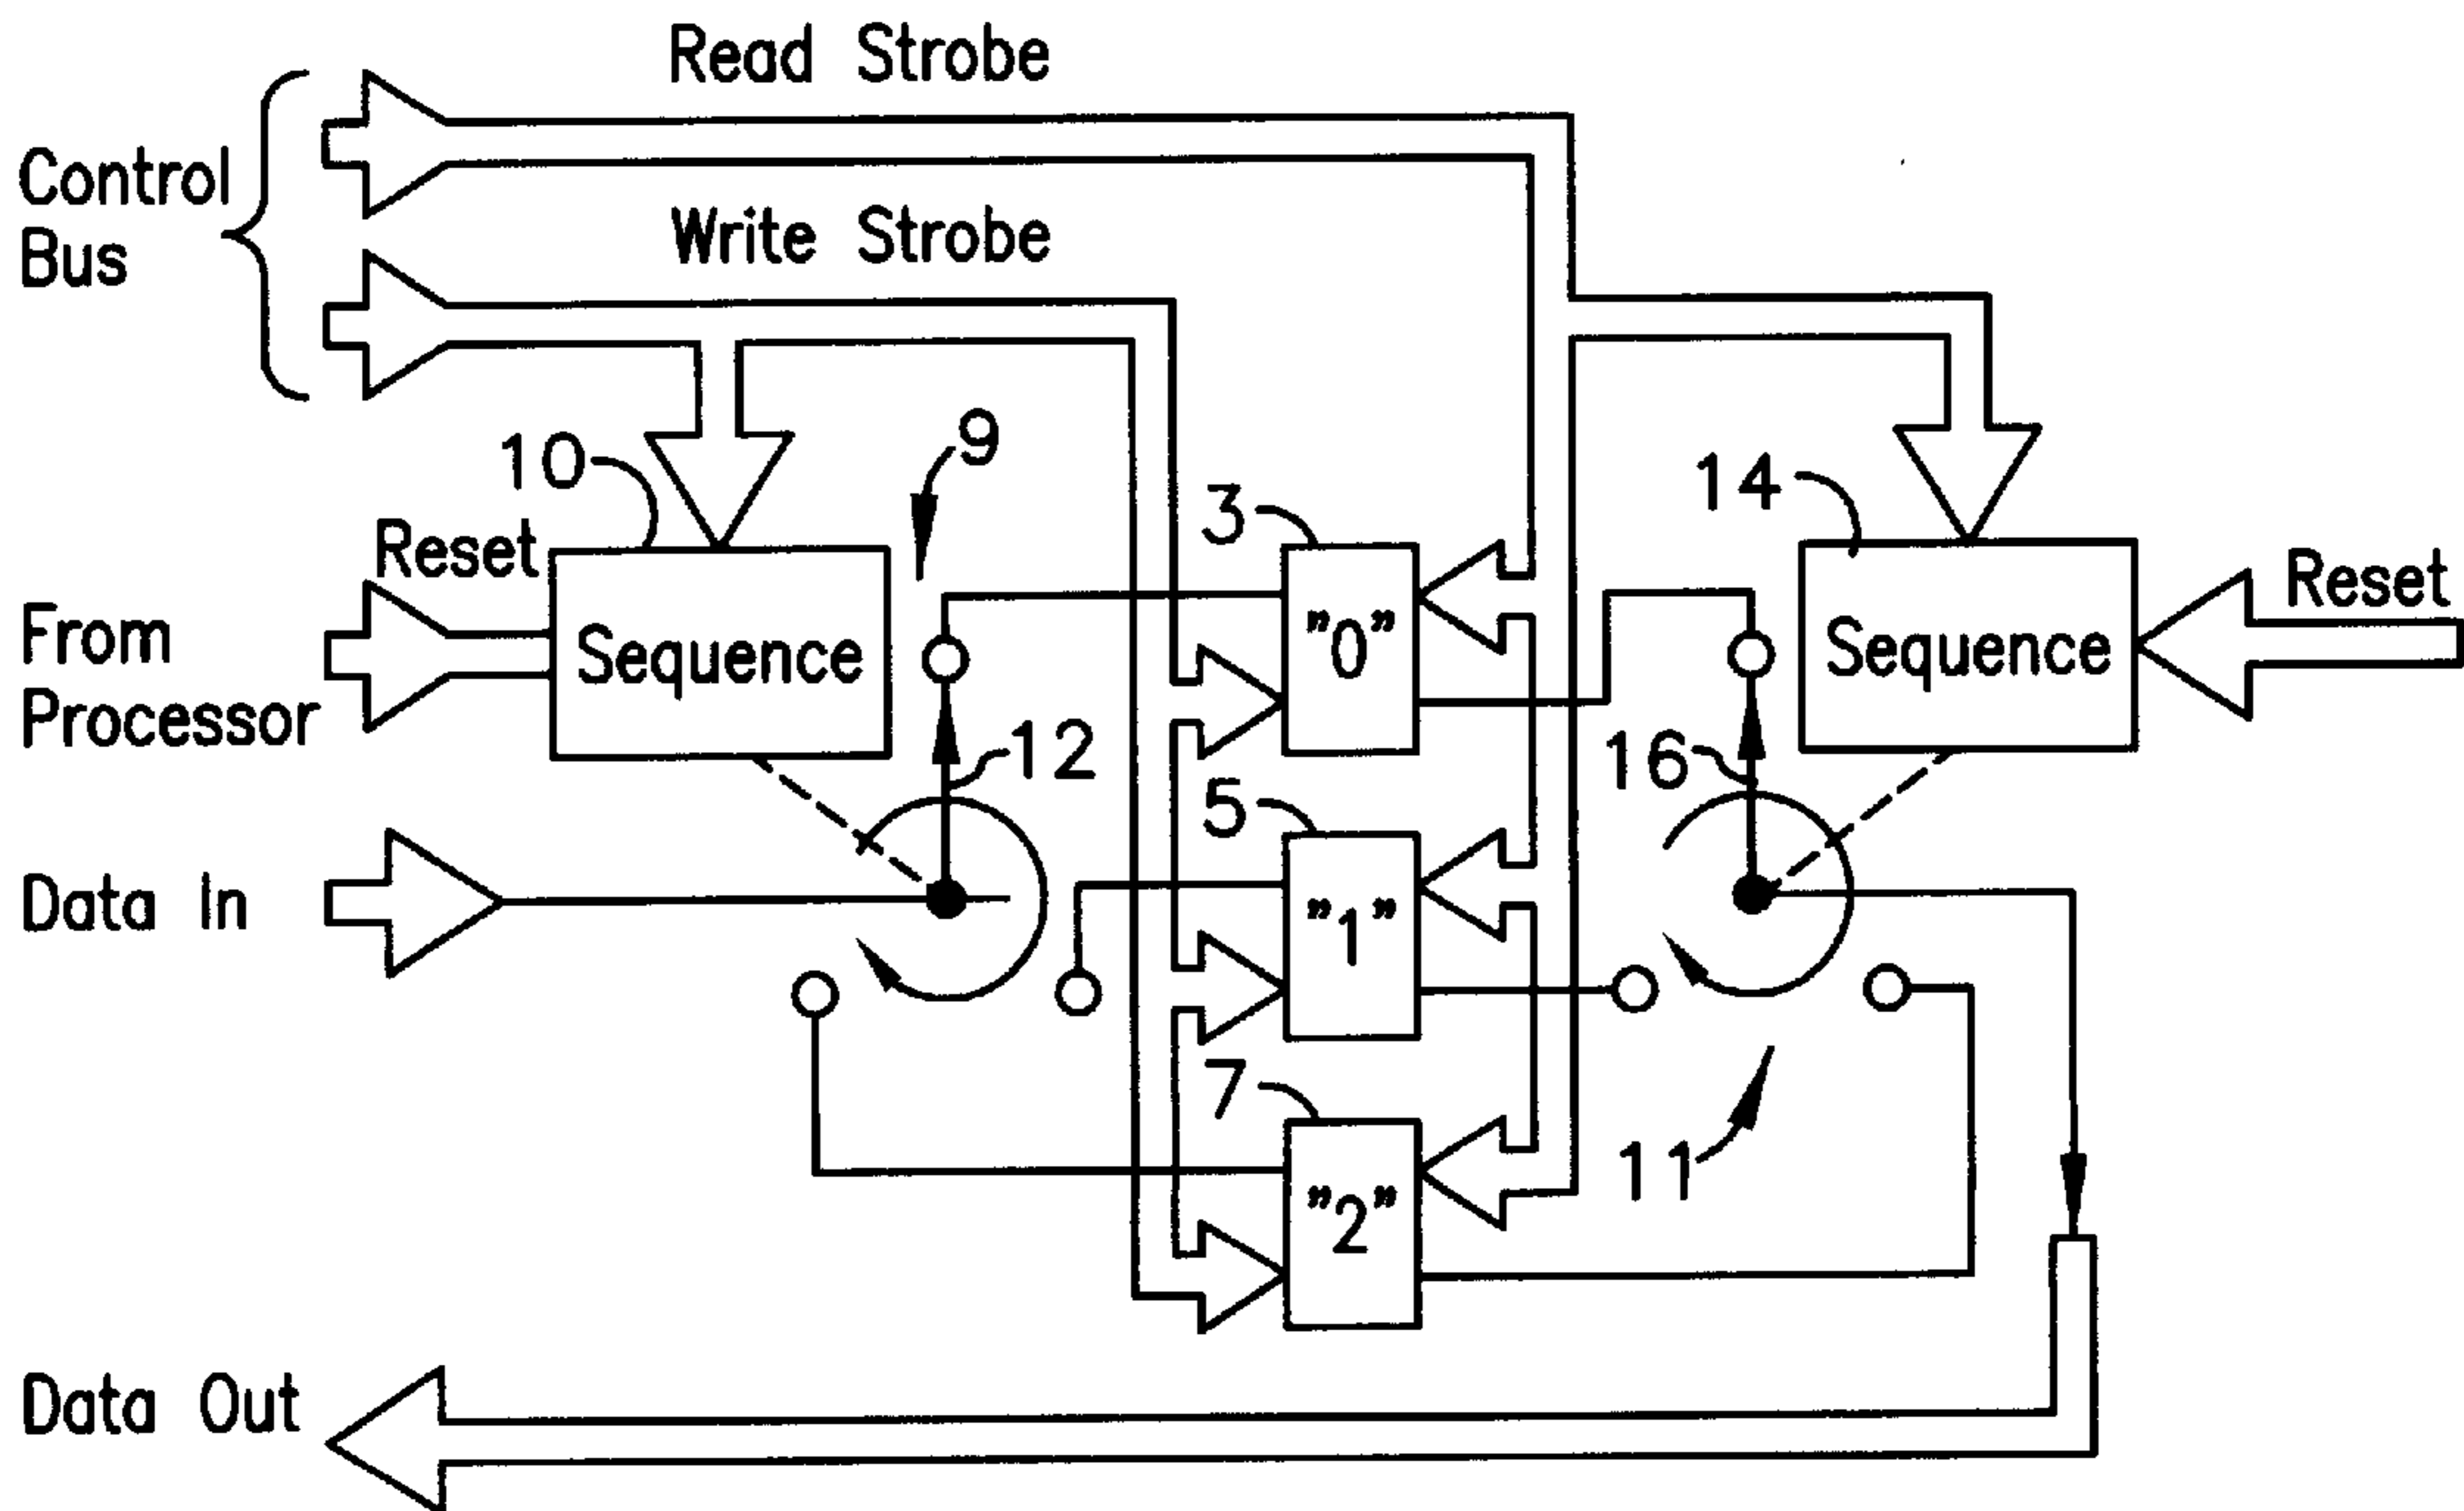 Read Strobe
Control
Bus
Write Strobe
10
9
3
14
Reset
Reset
From
Processor
Sequence
"0"
Sequence
12
16
5
Data In
"1"
7
11
"2"
Data Out